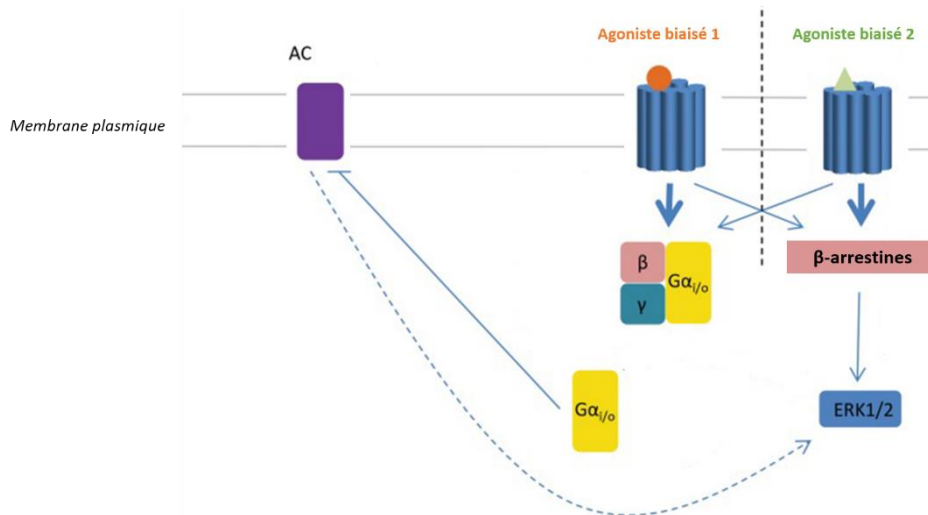 Agoniste biaisé 1
Agoniste biaisé 2
AC
Membrane plasmique
β
Gαi/o
γ
β-arrestines
Gαi/o
ERK1/2